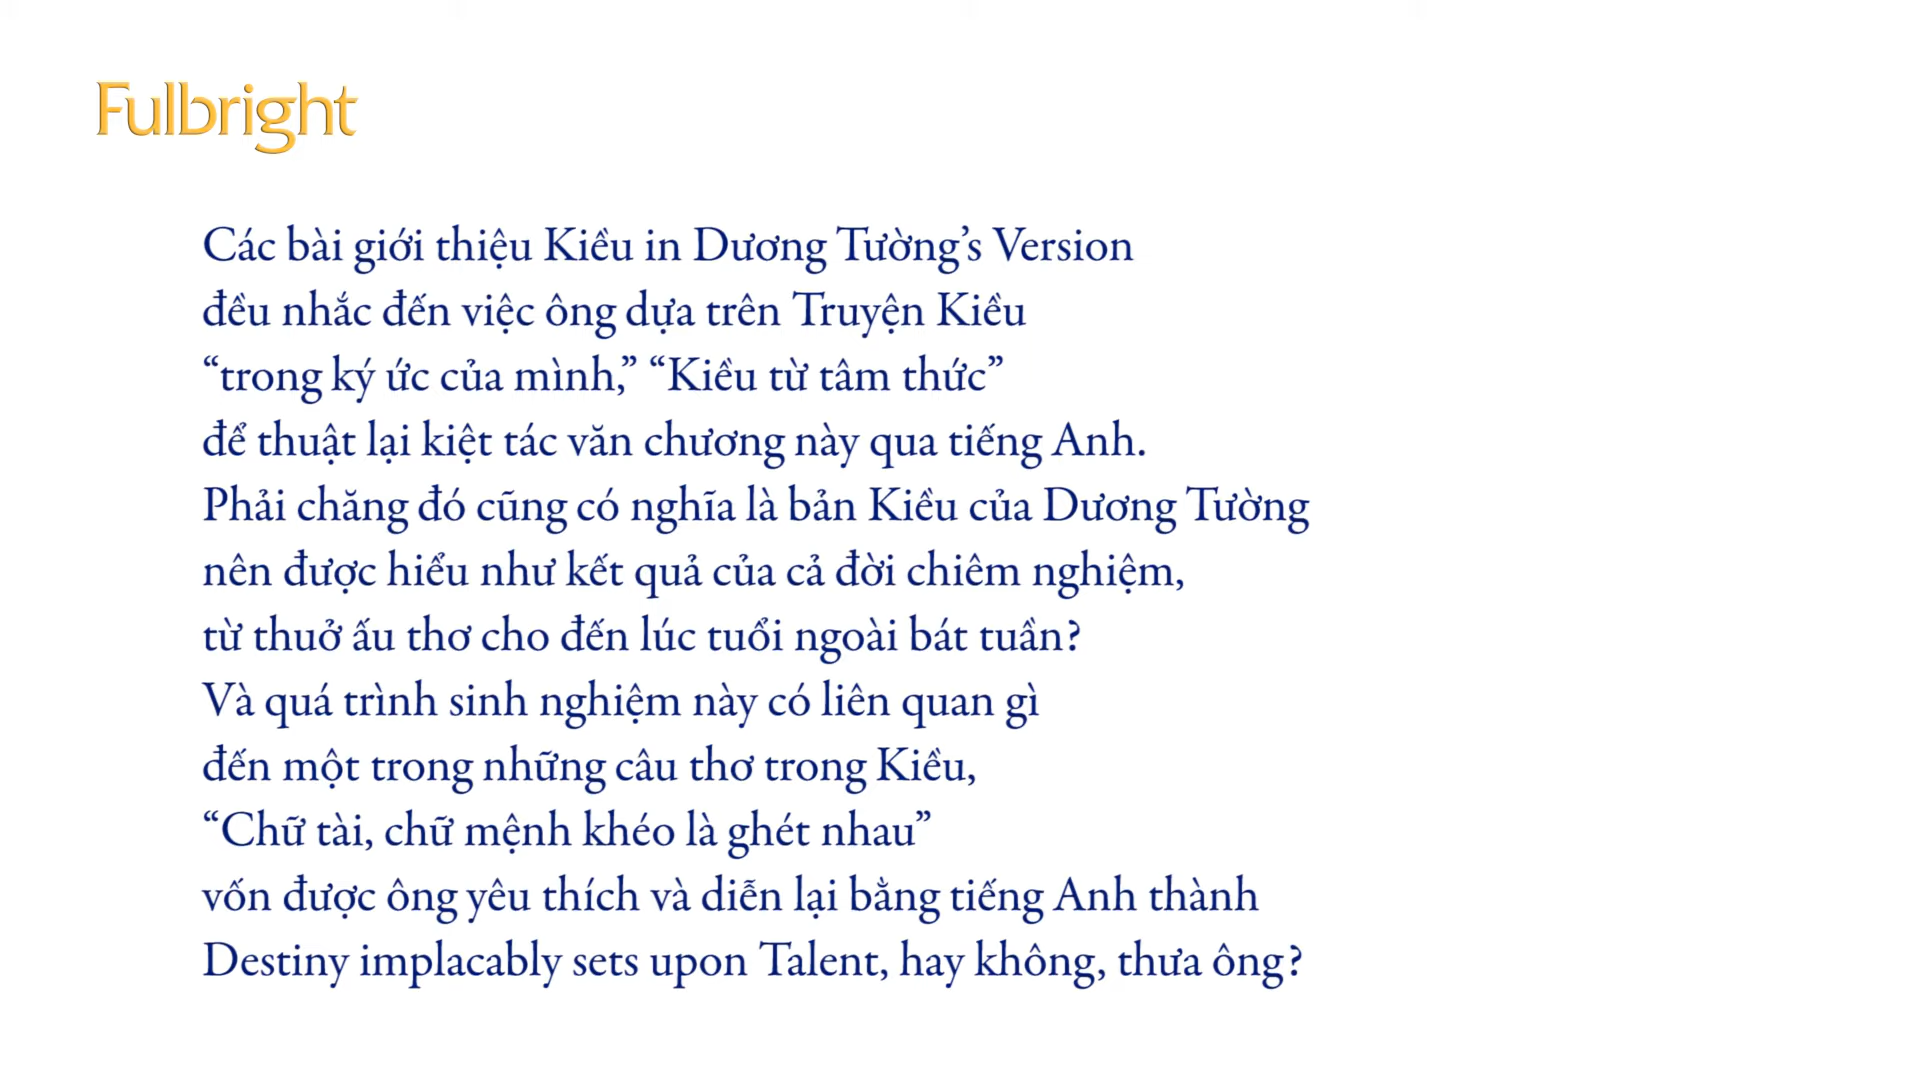 Fulbright
Các bài giới thiệu Kiều in Dương Tường’s Version
đều nhắc đến việc ông dựa trên Truyện Kiều
“trong ký ức của mình,” “Kiều từ tâm thức”
để thuật lại kiệt tác văn chương này qua tiếng Anh.
Phải chăng đó cũng có nghĩa là bản Kiều của Dương Tường
nên được hiểu như kết quả của cả đời chiêm nghiệm,
từ thuở ấu thơ cho đến lúc tuổi ngoài bát tuần?
Và quá trình sinh nghiệm này có liên quan gì
đến một trong những câu thơ trong Kiều,
“Chữ tài, chữ mệnh khéo là ghét nhau”
vốn được ông yêu thích và diễn lại bằng tiếng Anh thành
Destiny implacably sets upon Talent, hay không, thưa ông?